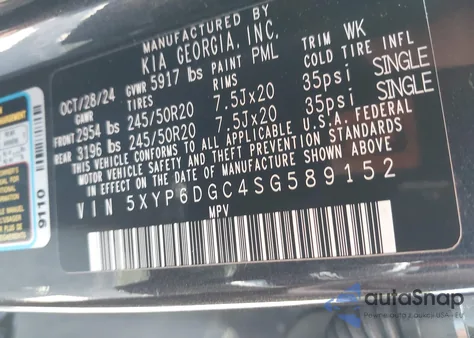 MANUFACTURED BY
KIA GEORGIA, INC.
OCT/28/24 GVWR 5917 lbs PAINT PML TRIM WK
GAWR TIRES RIMS COLD TIRE INFL
FRONT 2954 lbs 245/50R20 7.5Jx20 35psi SINGLE
REAR 3196 lbs 245/50R20 7.5Jx20 35psi SINGLE
THIS VEHICLE CONFORMS TO ALL APPLICABLE U.S.A. FEDERAL
MOTOR VEHICLE SAFETY AND THEFT PREVENTION STANDARDS
IN EFFECT ON THE DATE OF MANUFACTURE SHOWN ABOVE
VIN 5XYP6DGC4SG589152
MPV
9110
autaSnap